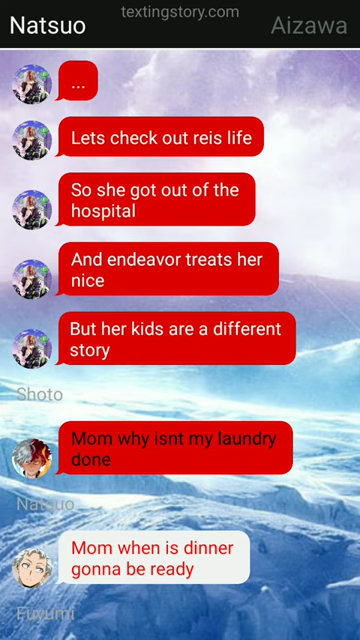 textingstory.com
Natsuo
Aizawa
...
Lets check out reis life
So she got out of the
hospital
And endeavor treats her
nice
But her kids are a different
story
Shoto
Mom why isnt my laundry
done
Natsuo
Mom when is dinner
gonna be ready
Fuyumi